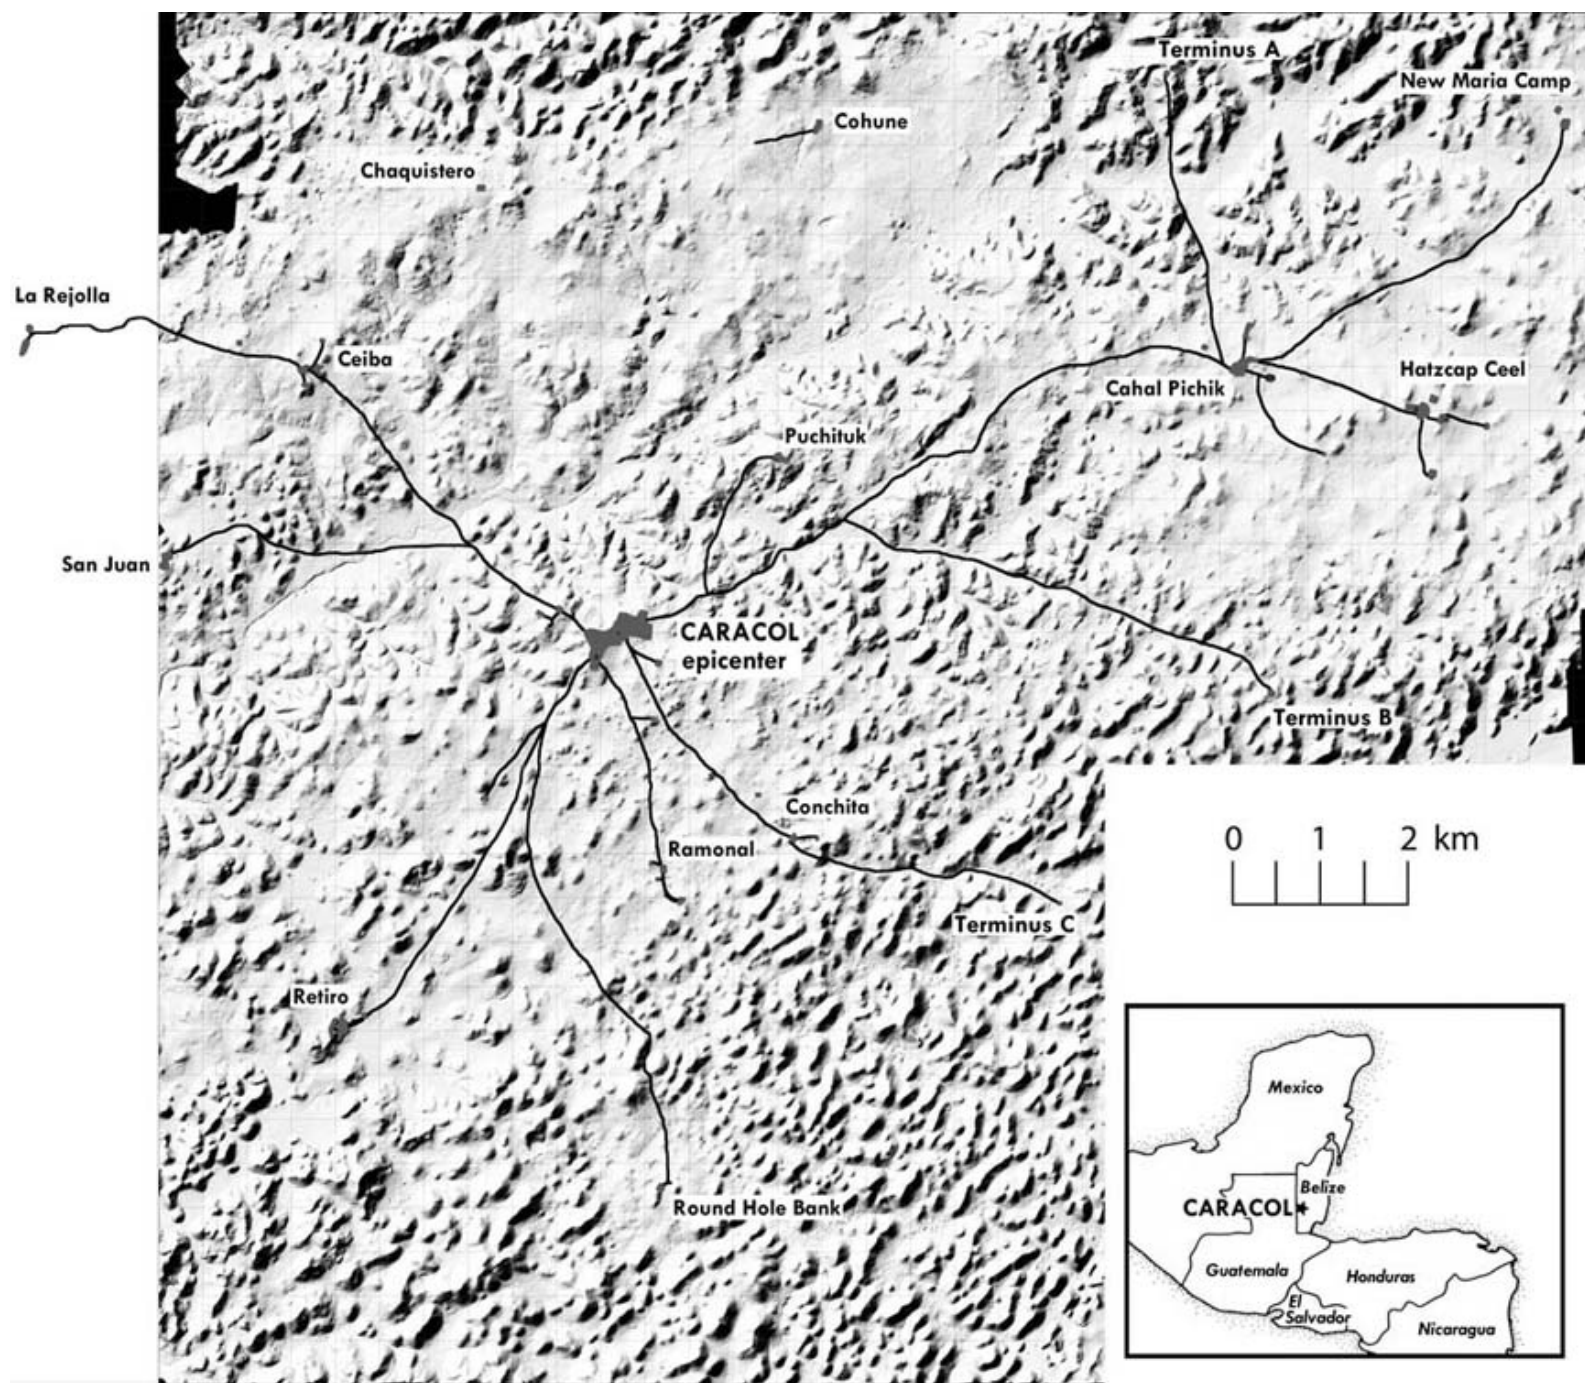 Terminus A
New Maria Camp
Cohune
Chaquistero
La Rejolla
Ceiba
Hatzcap Ceel
Cahal Pichik
Puchituk
San Juan
CARACOL
epicenter
Terminus B
Conchita
0 1 2 km
Ramonal
Terminus C
Retiro
Round Hole Bank
Mexico
Belize
CARACOL
Guatemala
Honduras
El
Salvador
Nicaragua